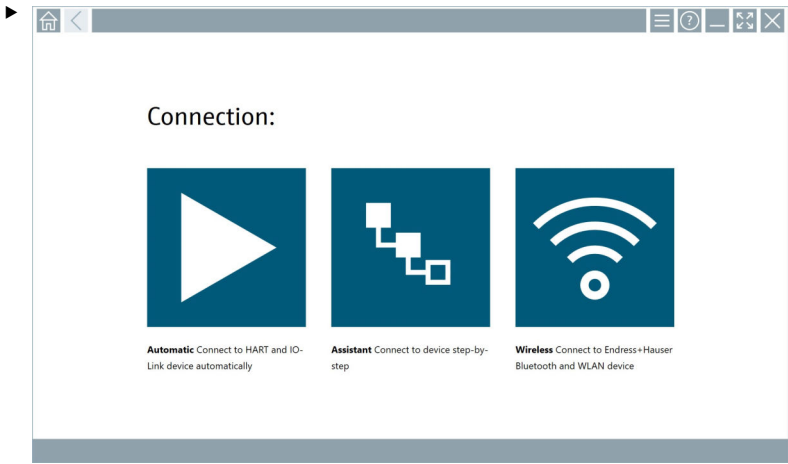 Connection:
Automatic Connect to HART and IO-
Link device automatically
Assistant Connect to device step-by-
step
Wireless Connect to Endress+Hauser
Bluetooth and WLAN device